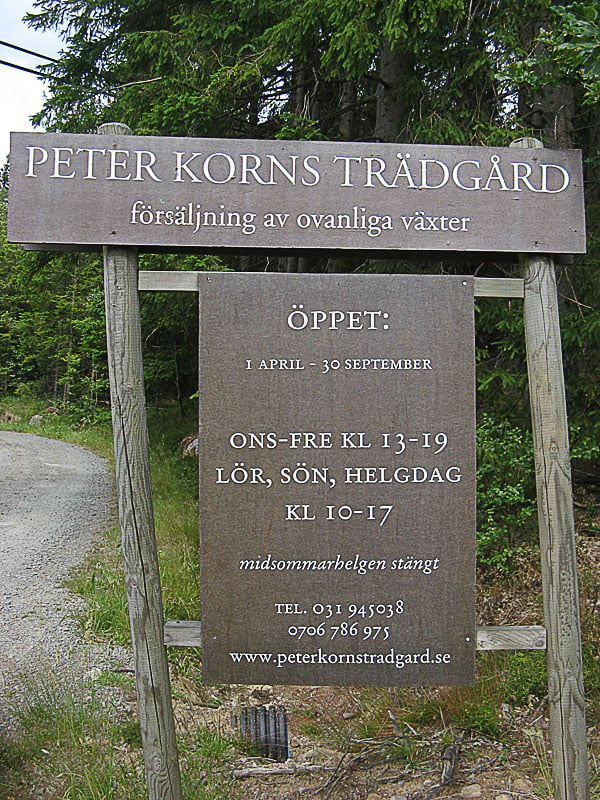 PETER KORNS TRÄDGÅRD
försäljning av ovanliga växter
ÖPPET:
1 APRIL - 30 SEPTEMBER
ONS-FRE KL 13-19
LÖR, SÖN, HELGDAG
KL 10-17
midsommarhelgen stängt
TEL. 031 945038
0706 786 975
www.peterkornstradgard.se